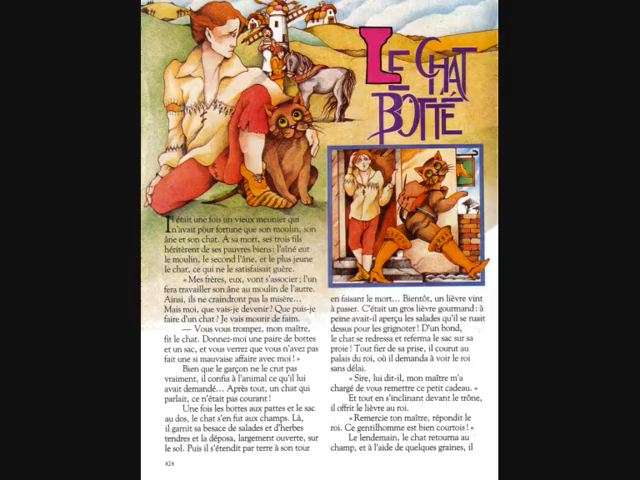 LE CHAT
BOTTÉ
Il était une fois un vieux meunier qui
n'avait pour fortune que son moulin, son
âne et son chat. A sa mort, ses trois fils
héritèrent de ses pauvres biens : l'aîné eut
le moulin, le second l'âne, et le plus jeune
le chat, ce qui ne le satisfaisait guère.
« Mes frères, eux, vont s'associer ; l'un
fera travailler son âne au moulin de l'autre.
Ainsi, ils ne craindront pas la misère...
Mais moi, que vais-je devenir ? Que puis-je
faire d'un chat ? Je vais mourir de faim.
— Vous vous trompez, mon maître,
fit le chat. Donnez-moi une paire de bottes
et un sac, et vous verrez que vous n'avez pas
fait une si mauvaise affaire avec moi ! »
Bien que le garçon ne le crut pas
vraiment, il confia à l'animal ce qu'il lui
avait demandé... Après tout, un chat qui
parlait, ce n'était pas courant !
Une fois les bottes aux pattes et le sac
au dos, le chat s'en fut aux champs. Là,
il garnit sa besace de salades et d'herbes
tendres et la déposa, largement ouverte, sur
le sol. Puis il s'étendit par terre à son tour
en faisant le mort... Bientôt, un lièvre vint
à passer. C'était un gros lièvre gourmand : à
peine avait-il aperçu les salades qu'il se ruait
dessus pour les grignoter ! D'un bond,
le chat se redressa et referma le sac sur sa
proie ! Tout fier de sa prise, il courut au
palais du roi, où il demanda à voir le roi
sans délai.
« Sire, lui dit-il, mon maître m'a
chargé de vous remettre ce petit cadeau. »
Et tout en s'inclinant devant le trône,
il offrit le lièvre au roi.
« Remercie ton maître, répondit le
roi. Ce gentilhomme est bien courtois ! »
Le lendemain, le chat retourna au
champ, et à l'aide de quelques graines, il
424